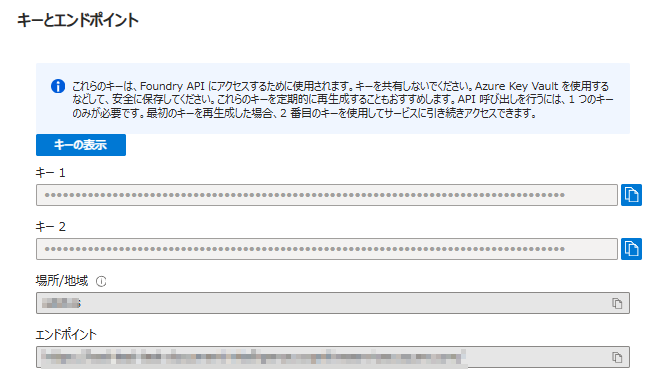 キーとエンドポイント
これらのキーは、Foundry API にアクセスするために使用されます。キーを共有しないでください。Azure Key Vault を使用する
などして、安全に保存してください。これらのキーを定期的に再生成することもおすすめします。API 呼び出しを行うには、1 つのキー
のみが必要です。最初のキーを再生成した場合、2 番目のキーを使用してサービスに引き続きアクセスできます。
キーの表示
キー 1
キー 2
場所/地域
エンドポイント